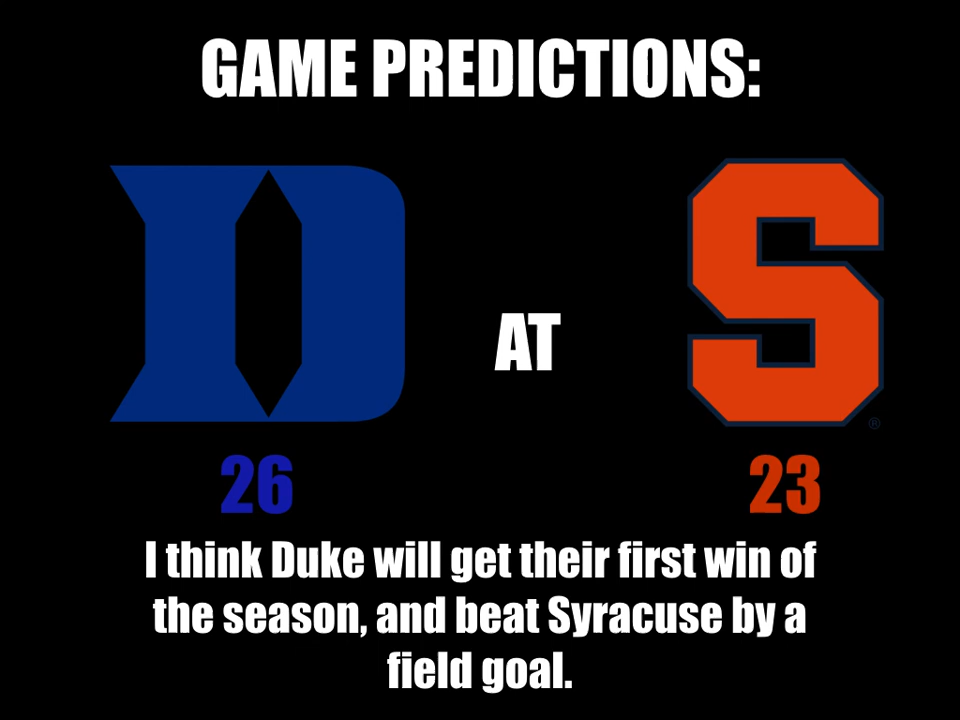 GAME PREDICTIONS:
D
S
®
AT
26
23
I think Duke will get their first win of
the season, and beat Syracuse by a
field goal.